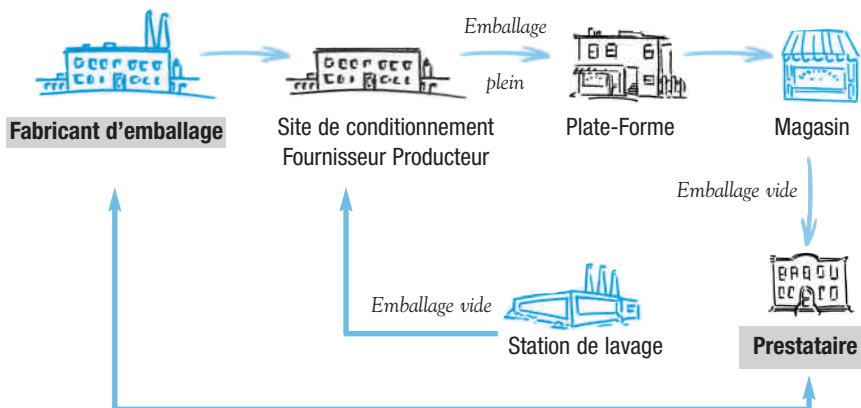 Emballage
plein
Fabricant d'emballage
Site de conditionnement
Fournisseur Producteur
Plate-Forme
Magasin
Emballage vide
Emballage vide
Station de lavage
Prestataire